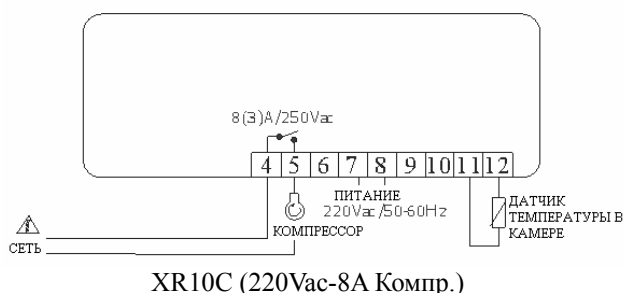 8(3)A/250Vac
4 5 6 7 8 9 10 11 12
ПИТАНИЕ
220Vac/50-60Hz
КОМПРЕССОР
СЕТЬ
ДАТЧИК
ТЕМПЕРАТУРЫ В
КАМЕРЕ
XR10C (220Vac-8A Компр.)